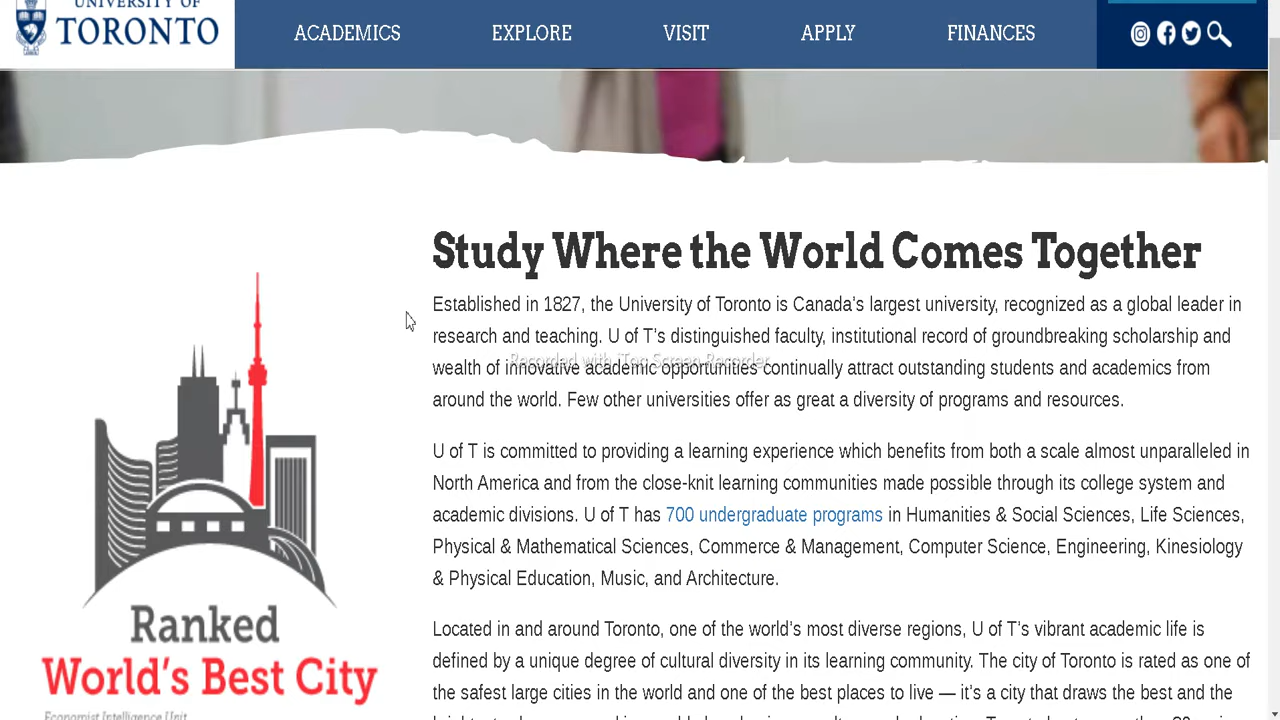 UNIVERSITY OF
TORONTO
ACADEMICS
EXPLORE
VISIT
APPLY
FINANCES
Study Where the World Comes Together
Established in 1827, the University of Toronto is Canada’s largest university, recognized as a global leader in
research and teaching. U of T’s distinguished faculty, institutional record of groundbreaking scholarship and
Recorded with iTop Screen Recorder
wealth of innovative academic opportunities continually attract outstanding students and academics from
around the world. Few other universities offer as great a diversity of programs and resources.
U of T is committed to providing a learning experience which benefits from both a scale almost unparalleled in
North America and from the close-knit learning communities made possible through its college system and
academic divisions. U of T has 700 undergraduate programs in Humanities & Social Sciences, Life Sciences,
Physical & Mathematical Sciences, Commerce & Management, Computer Science, Engineering, Kinesiology
& Physical Education, Music, and Architecture.
Located in and around Toronto, one of the world's most diverse regions, U of T’s vibrant academic life is
defined by a unique degree of cultural diversity in its learning community. The city of Toronto is rated as one of
the safest large cities in the world and one of the best places to live — it’s a city that draws the best and the
Ranked
World’s Best City
Economist Intelligence Unit